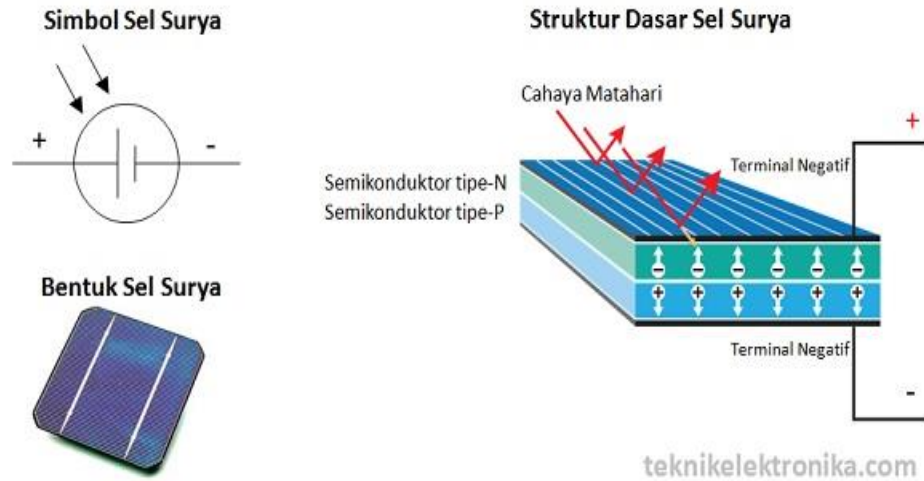 Simbol Sel Surya
+
-
Bentuk Sel Surya
Struktur Dasar Sel Surya
Cahaya Matahari
+
Terminal Negatif
Semikonduktor tipe-N
Semikonduktor tipe-P
- - - - - -
+ + + + + +
Terminal Negatif
-
teknikelektronika.com